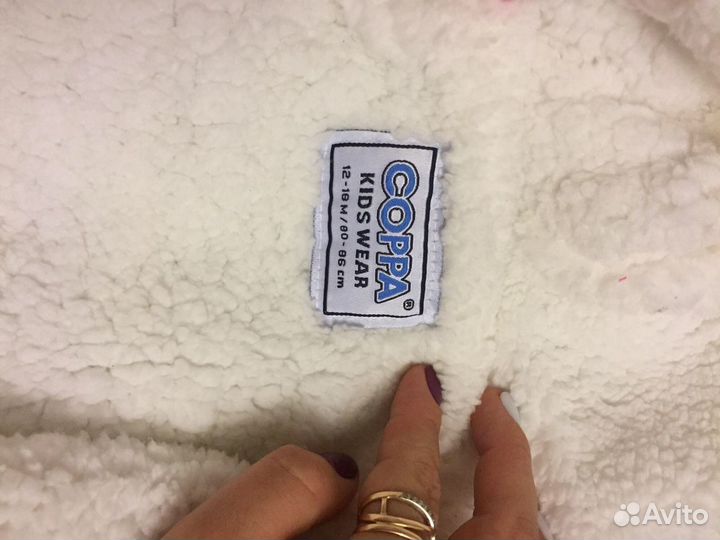 COPPA®
KIDS WEAR
12-18 M / 80-86 cm
Avito